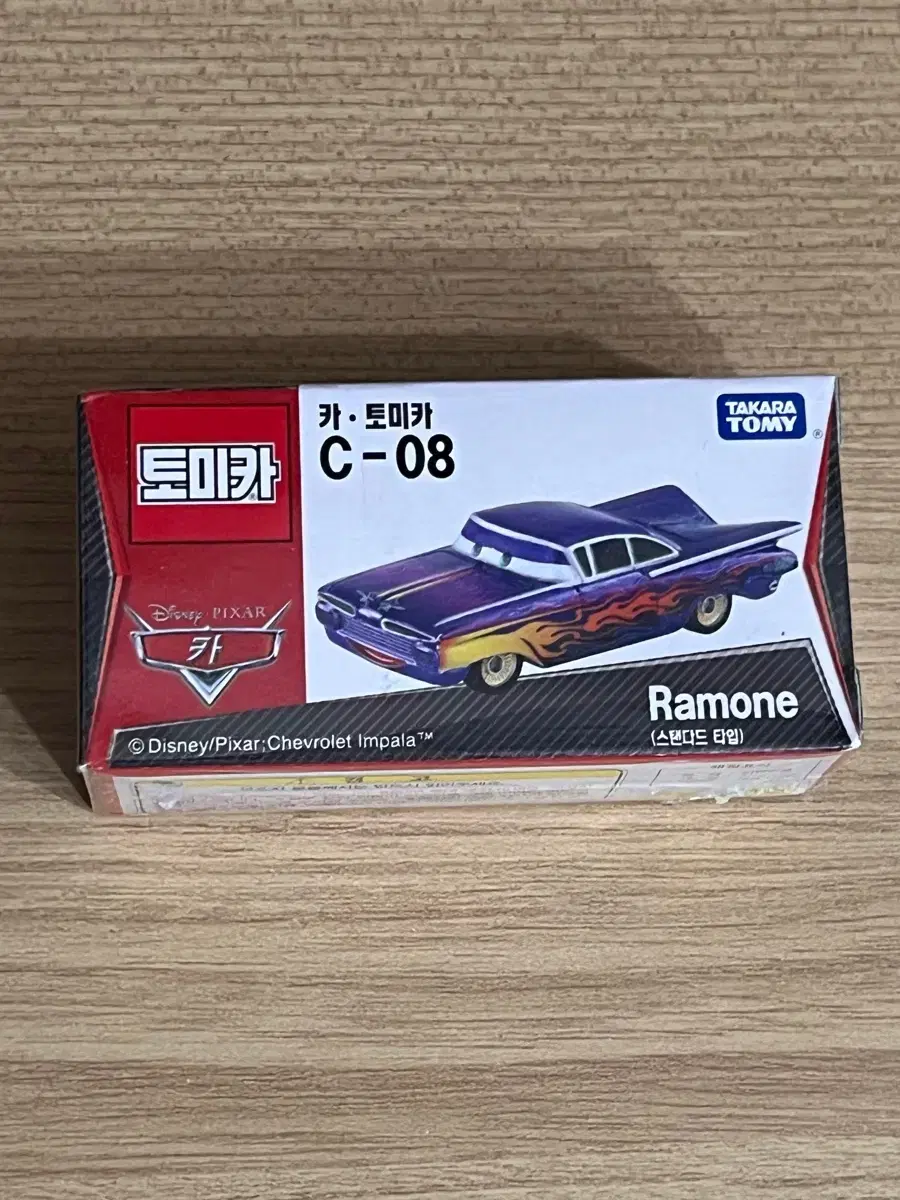 토미카
카・토미카
C-08
TAKARA
TOMY
®
Disney・PIXAR
카
Ramone
(스탠다드 타입)
©Disney/Pixar;Chevrolet Impala™